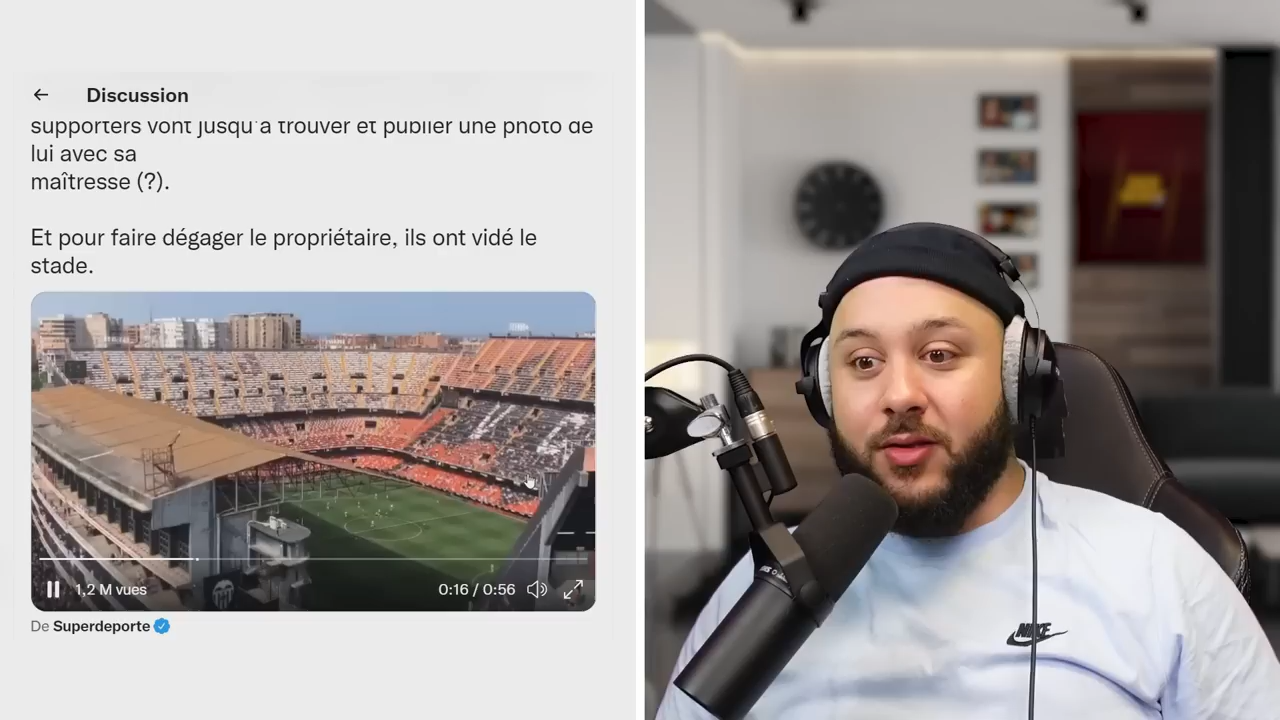 Discussion
supporters vont jusqu'à trouver et publier une photo de
lui avec sa
maîtresse (?).
Et pour faire dégager le propriétaire, ils ont vidé le
stade.
1,2 M vues
0:16 / 0:56
De Superdeporte
NIKE